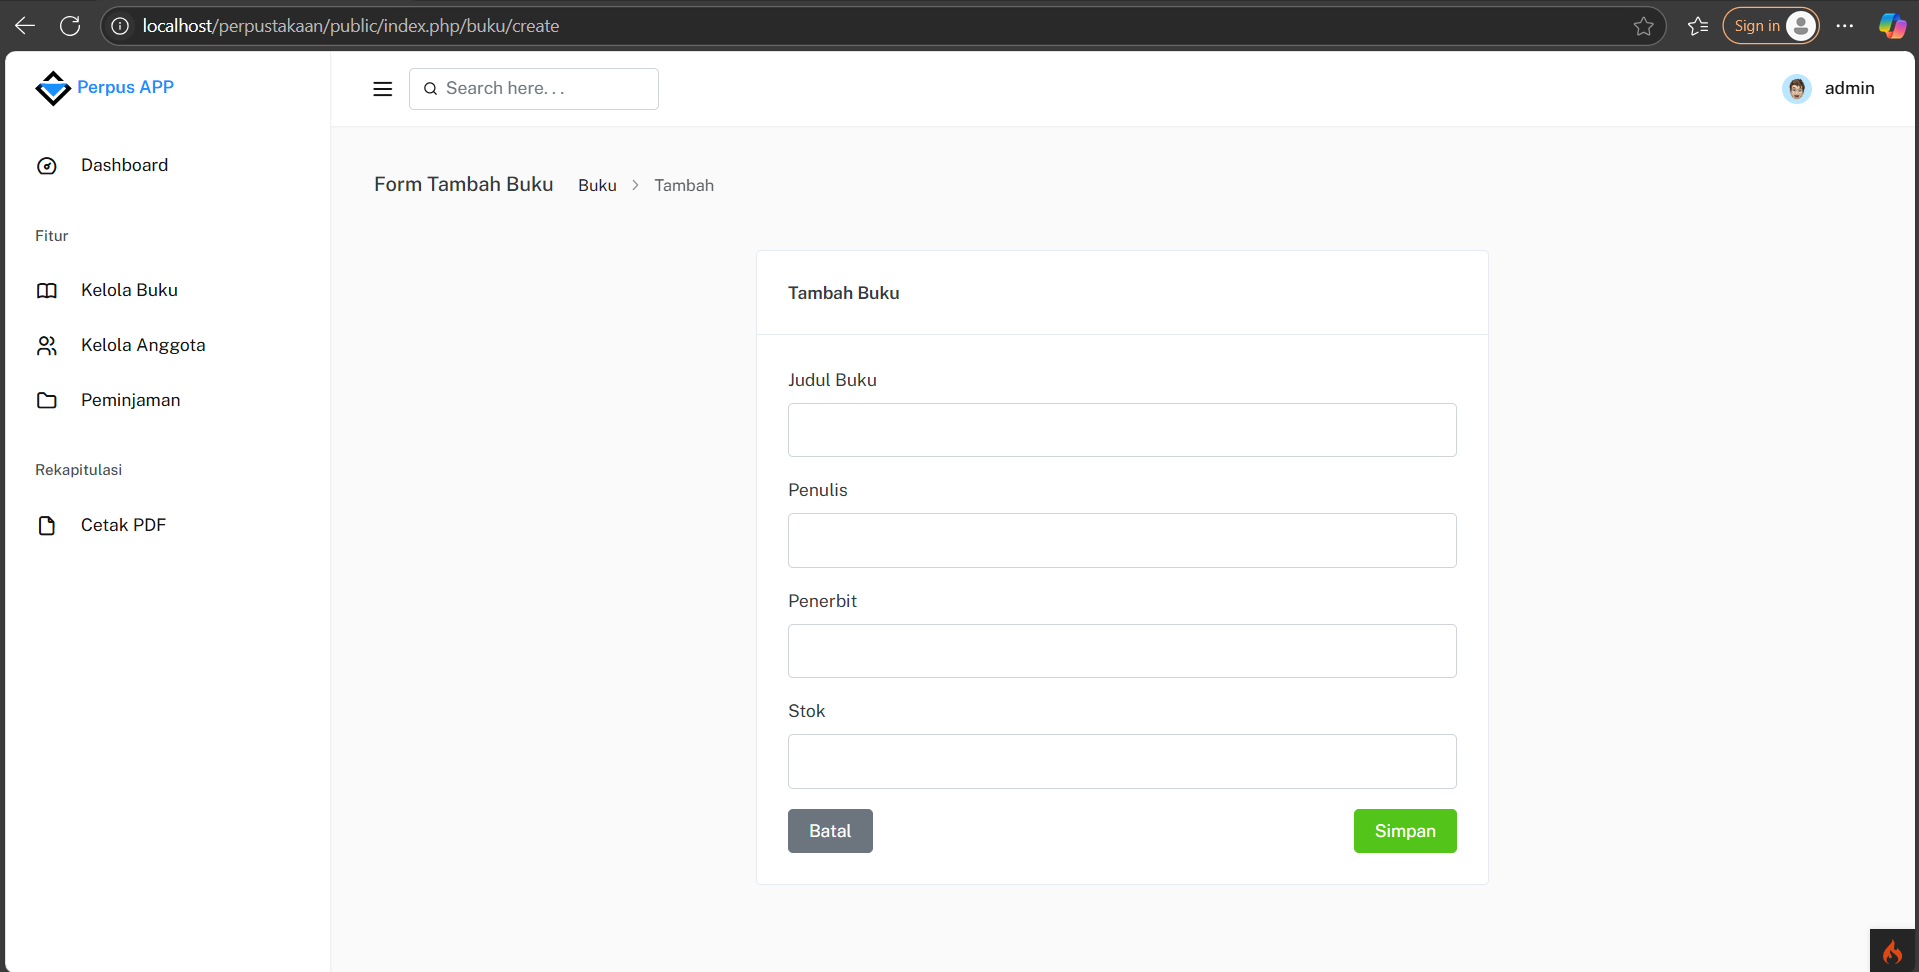 localhost/perpustakaan/public/index.php/buku/create
Sign in
Perpus APP
Search here. . .
admin
Dashboard
Fitur
Kelola Buku
Kelola Anggota
Peminjaman
Rekapitulasi
Cetak PDF
Form Tambah Buku
Buku > Tambah
Tambah Buku
Judul Buku
Penulis
Penerbit
Stok
Batal
Simpan